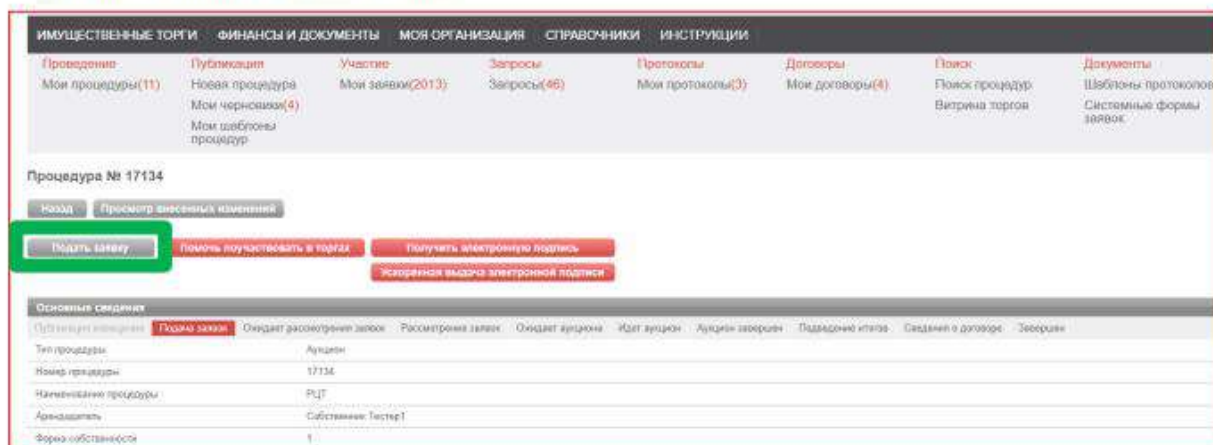 ИМУЩЕСТВЕННЫЕ ТОРГИ ФИНАНСЫ И ДОКУМЕНТЫ МОЯ ОРГАНИЗАЦИЯ СПРАВОЧНИКИ ИНСТРУКЦИИ
Проведение Публикация Участие Запросы Протоколы Договоры Поиск Документы
Мои процедуры(11) Новая процедура Мои заявки(2013) Запросы(46) Мои протоколы(3) Мои договоры(4) Поиск процедур Шаблоны протоколов
Мои черновики(4) Витрина торгов Системные формы
Мои шаблоны заявок
процедур
Процедура № 17134
Назад Просмотр внесенных изменений
Подать заявку Помочь поучаствовать в торгах Получить электронную подпись
Ускоренная выдача электронной подписи
Основные сведения
Публикация извещения Подача заявок Ожидает рассмотрения заявок Рассмотрение заявок Ожидает аукциона Идет аукцион Аукцион завершен Подведение итогов Сведения о договоре Завершен
Тип процедуры Аукцион
Номер процедуры 17134
Наименование процедуры РЦТ
Арендодатель Собственник Тестер1
Форма собственности 1